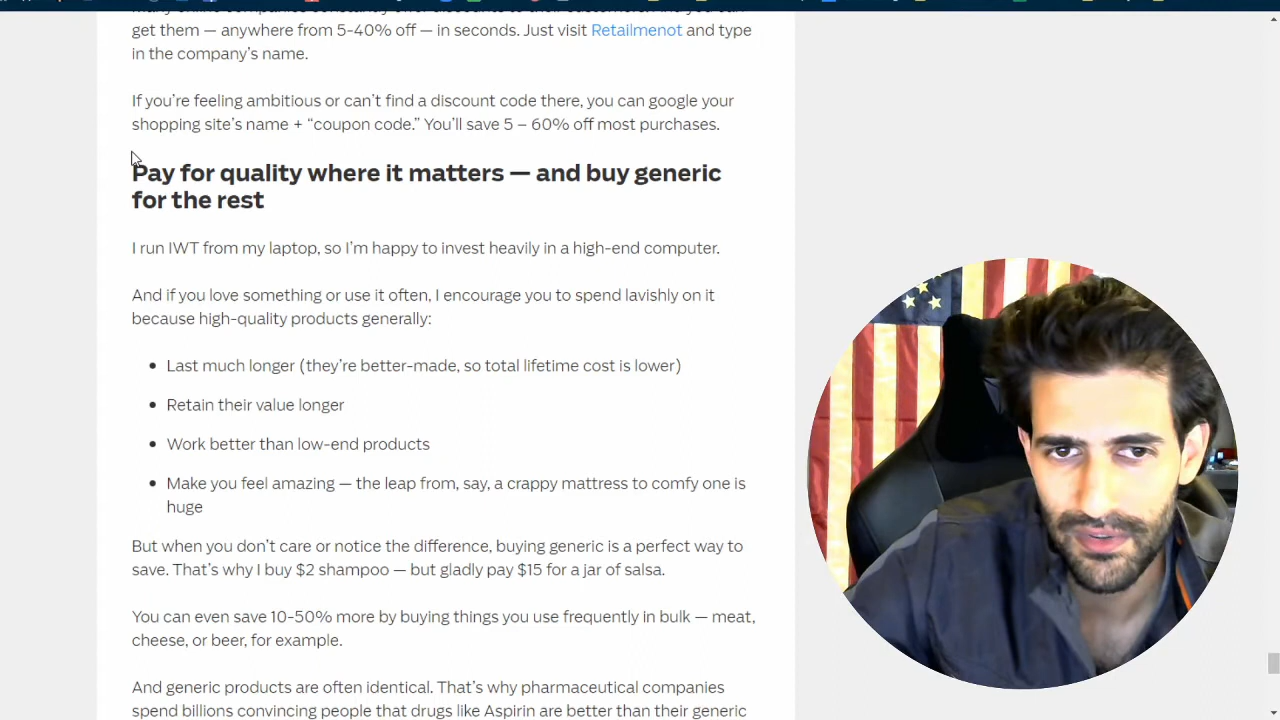 get them — anywhere from 5-40% off — in seconds. Just visit Retailmenot and type
in the company's name.
If you're feeling ambitious or can't find a discount code there, you can google your
shopping site's name + “coupon code.” You'll save 5 – 60% off most purchases.
Pay for quality where it matters — and buy generic
for the rest
I run IWT from my laptop, so I'm happy to invest heavily in a high-end computer.
And if you love something or use it often, I encourage you to spend lavishly on it
because high-quality products generally:
Last much longer (they're better-made, so total lifetime cost is lower)
Retain their value longer
Work better than low-end products
Make you feel amazing — the leap from, say, a crappy mattress to comfy one is
huge
But when you don't care or notice the difference, buying generic is a perfect way to
save. That's why I buy $2 shampoo — but gladly pay $15 for a jar of salsa.
You can even save 10-50% more by buying things you use frequently in bulk — meat,
cheese, or beer, for example.
And generic products are often identical. That's why pharmaceutical companies
spend billions convincing people that drugs like Aspirin are better than their generic